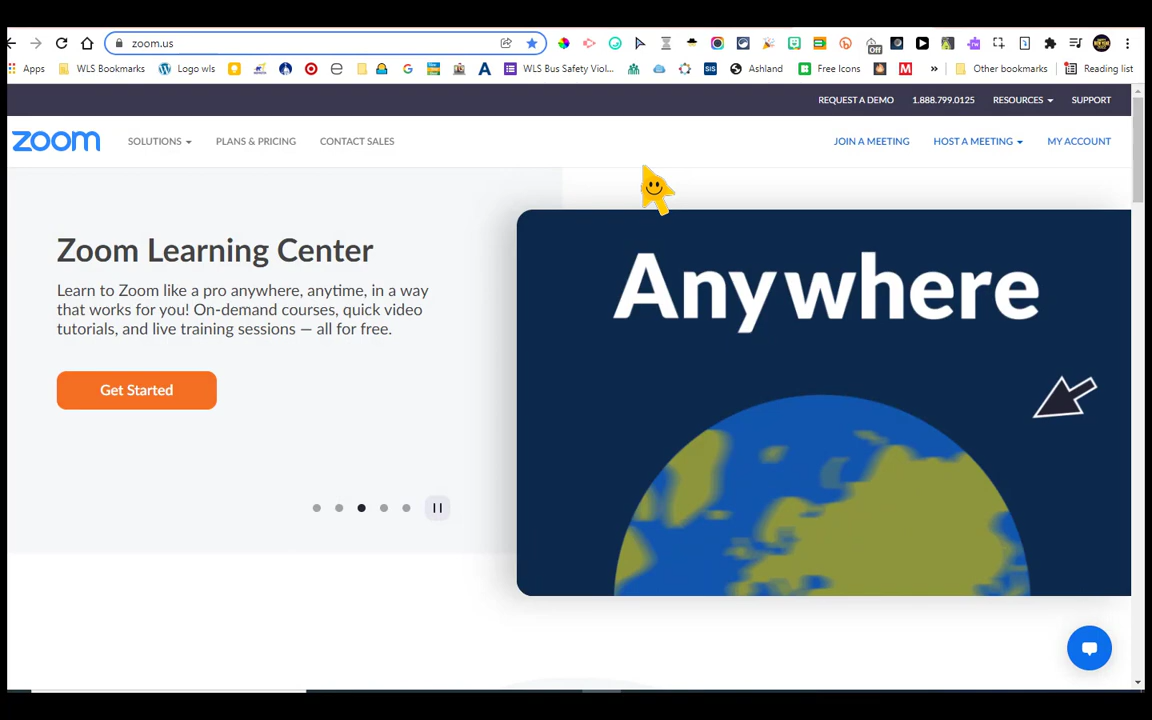 zoom.us
Off
Apps WLS Bookmarks Logo wls WLS Bus Safety Viol... SIS Ashland Free Icons M » Other bookmarks Reading list
REQUEST A DEMO 1.888.799.0125 RESOURCES SUPPORT
zoom SOLUTIONS PLANS & PRICING CONTACT SALES JOIN A MEETING HOST A MEETING MY ACCOUNT
Zoom Learning Center
Learn to Zoom like a pro anywhere, anytime, in a way
that works for you! On-demand courses, quick video
tutorials, and live training sessions — all for free.
Get Started
Anywhere